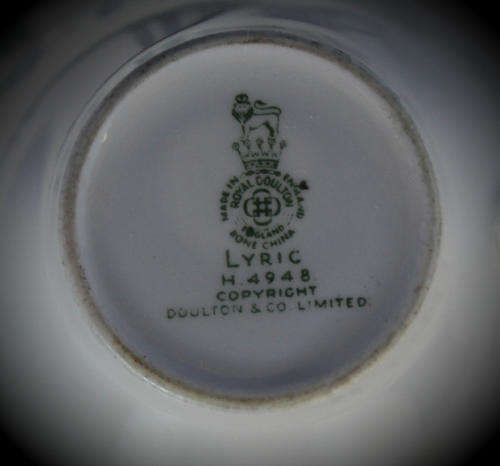 MADE IN ENGLAND
ROYAL DOULTON
ENGLAND
BONE CHINA
LYRIC
H.4948.
COPYRIGHT
DOULTON & CO. LIMITED.